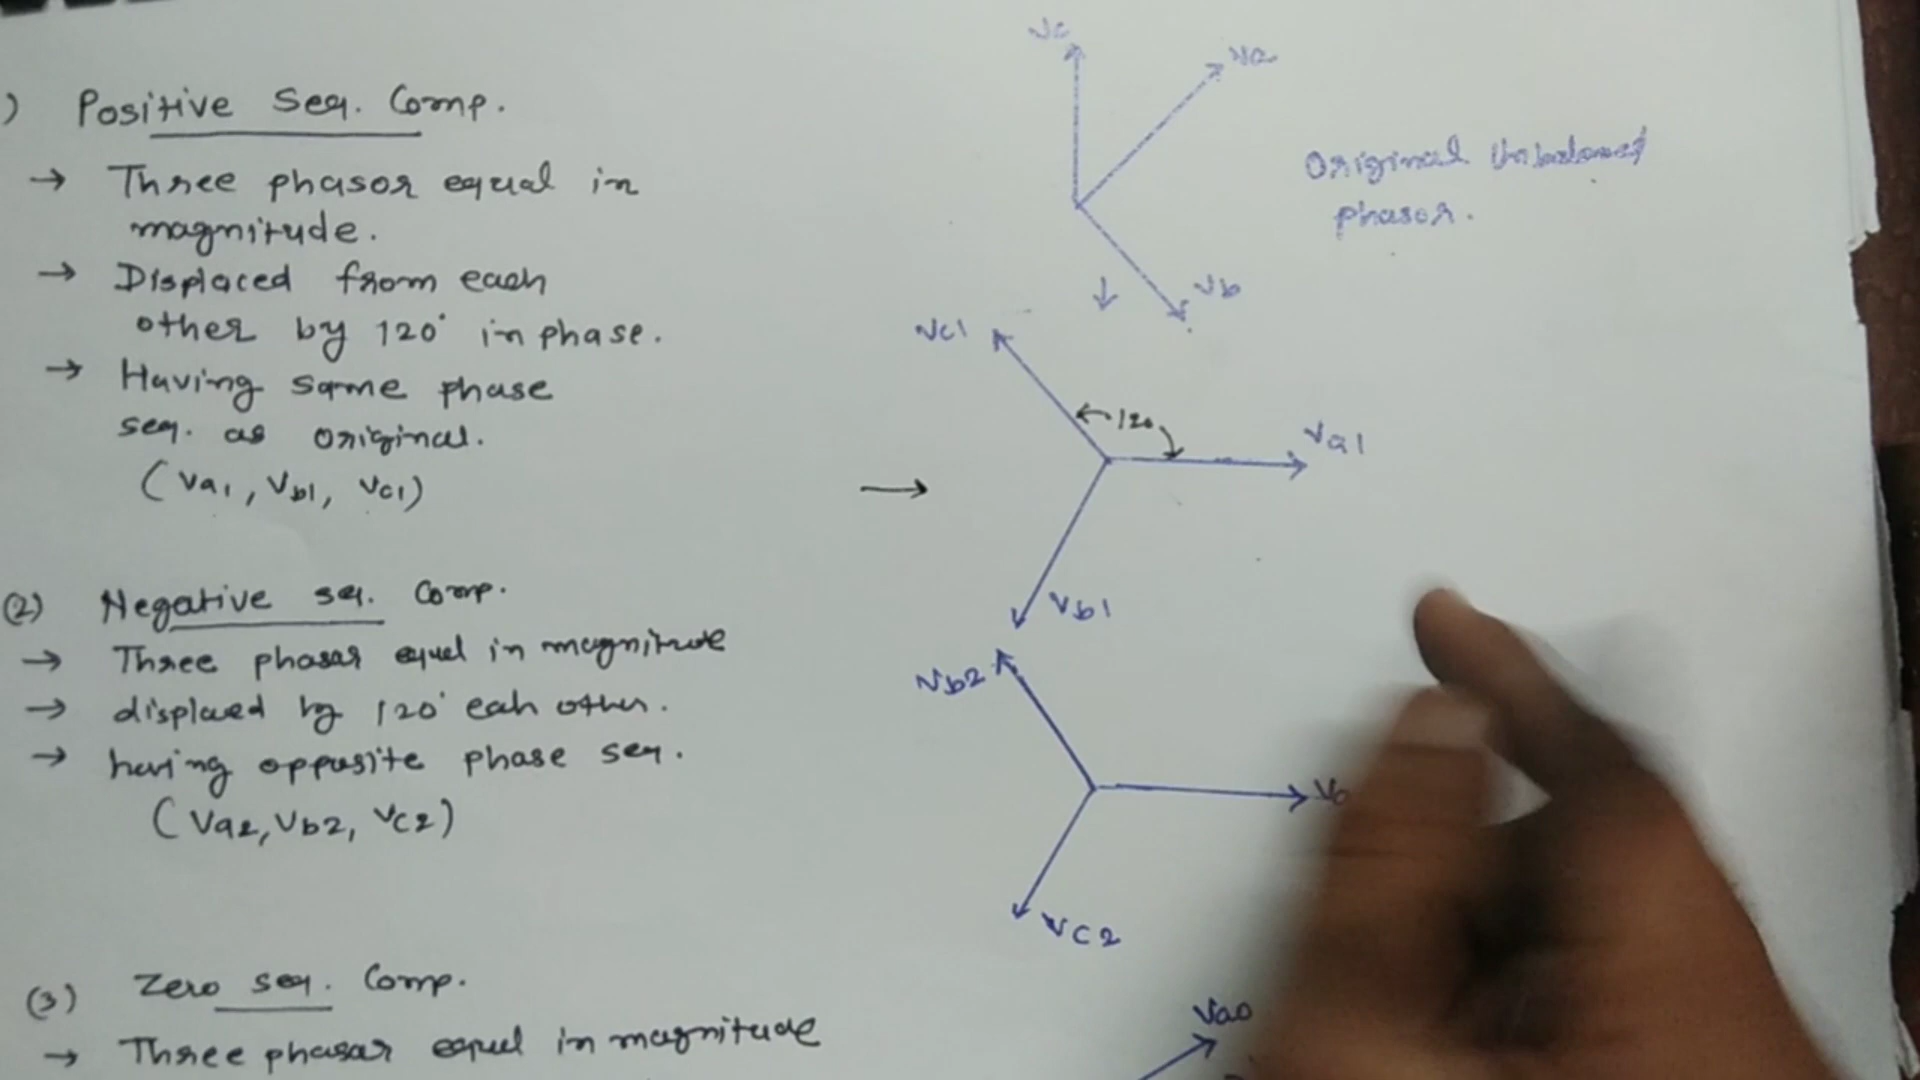 ) Positive Seq. Comp.
→ Three phasor equal in
magnitude.
→ Displaced from each
other by 120° in phase.
→ Having same phase
seq. as original.
(Va1, Vb1, Vc1)
(2) Negative seq. Comp.
→ Three phasor equal in magnitude
→ displaced by 120° each other.
→ having opposite phase seq.
(Va2, Vb2, Vc2)
(3) Zero seq. Comp.
→ Three phasor equal in magnitude
Vc
Va
Original Unbalanced
phasor.
Vb
Vc1
120
Va1
Vb1
Vb2
Vc2
Va0